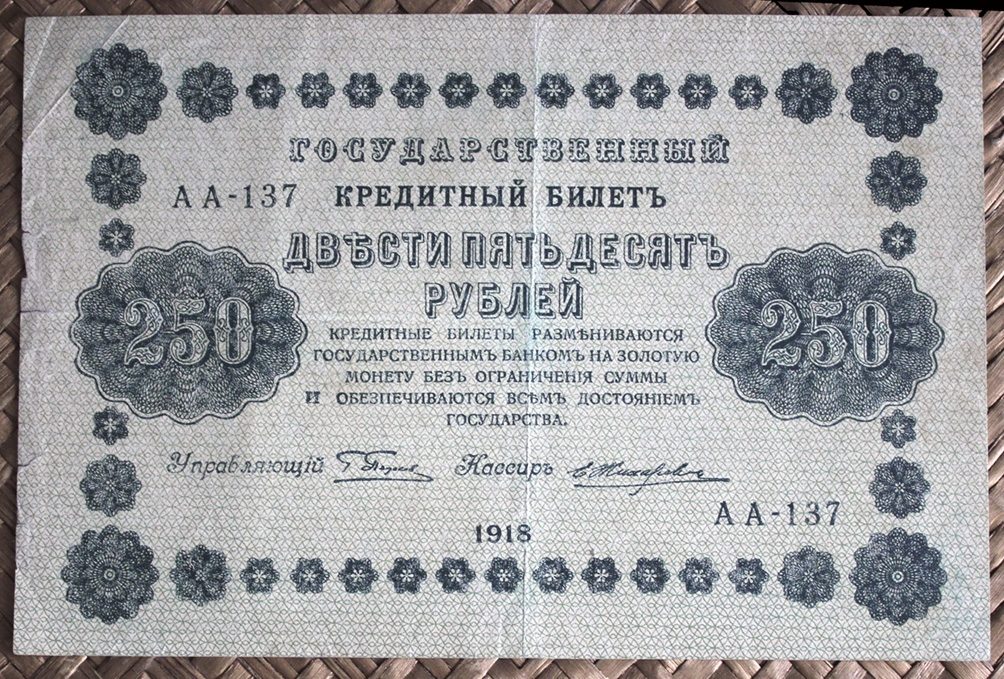 ГОСУДАРСТВЕННЫЙ
АА-137 КРЕДИТНЫЙ БИЛЕТЪ
ДВѢСТИ ПЯТЬДЕСЯТЪ
РУБЛЕЙ
250
250
КРЕДИТНЫЕ БИЛЕТЫ РАЗМѢНИВАЮТСЯ
ГОСУДАРСТВЕННЫМЪ БАНКОМЪ НА ЗОЛОТУЮ
МОНЕТУ БЕЗЪ ОГРАНИЧЕНІЯ СУММЫ
И ОБЕЗПЕЧИВАЮТСЯ ВСѢМЪ ДОСТОЯНІЕМЪ
ГОСУДАРСТВА.
Управляющій Кассиръ
АА-137
1918